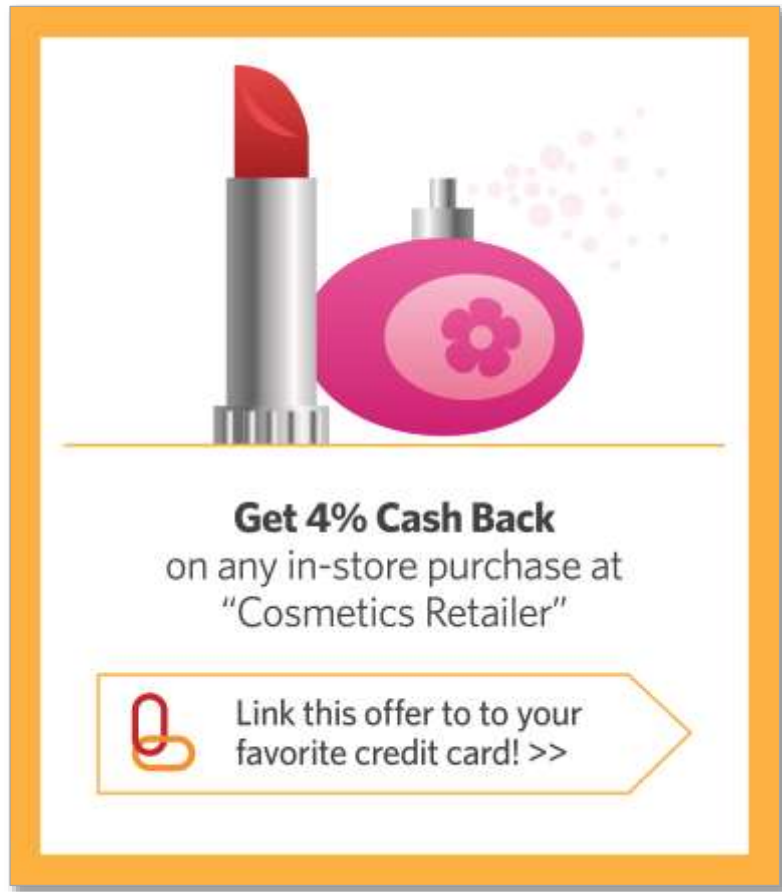 Get 4% Cash Back
on any in-store purchase at
“Cosmetics Retailer”
Link this offer to to your
favorite credit card! >>